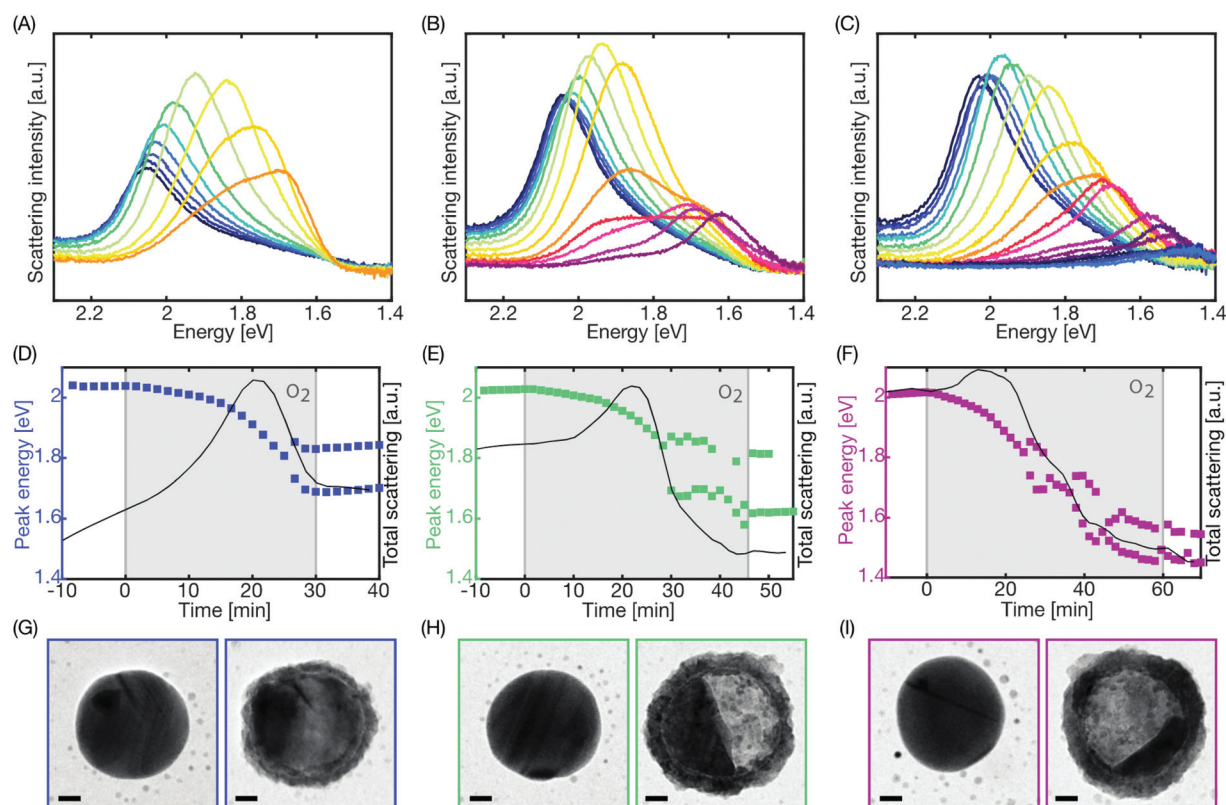 (A)
Scattering intensity [a.u.]
2.2 2 1.8 1.6 1.4
Energy [eV]
(B)
Scattering intensity [a.u.]
2.2 2 1.8 1.6 1.4
Energy [eV]
(C)
Scattering intensity [a.u.]
2.2 2 1.8 1.6 1.4
Energy [eV]
(D)
Peak energy [eV]
2
1.8
1.6
1.4
O2
Total scattering [a.u.]
-10 0 10 20 30 40
Time [min]
(E)
Peak energy [eV]
2
1.8
1.6
1.4
O2
Total scattering [a.u.]
-10 0 10 20 30 40 50
Time [min]
(F)
Peak energy [eV]
2
1.8
1.6
1.4
O2
Total scattering [a.u.]
0 20 40 60
Time [min]
(G)
(H)
(I)